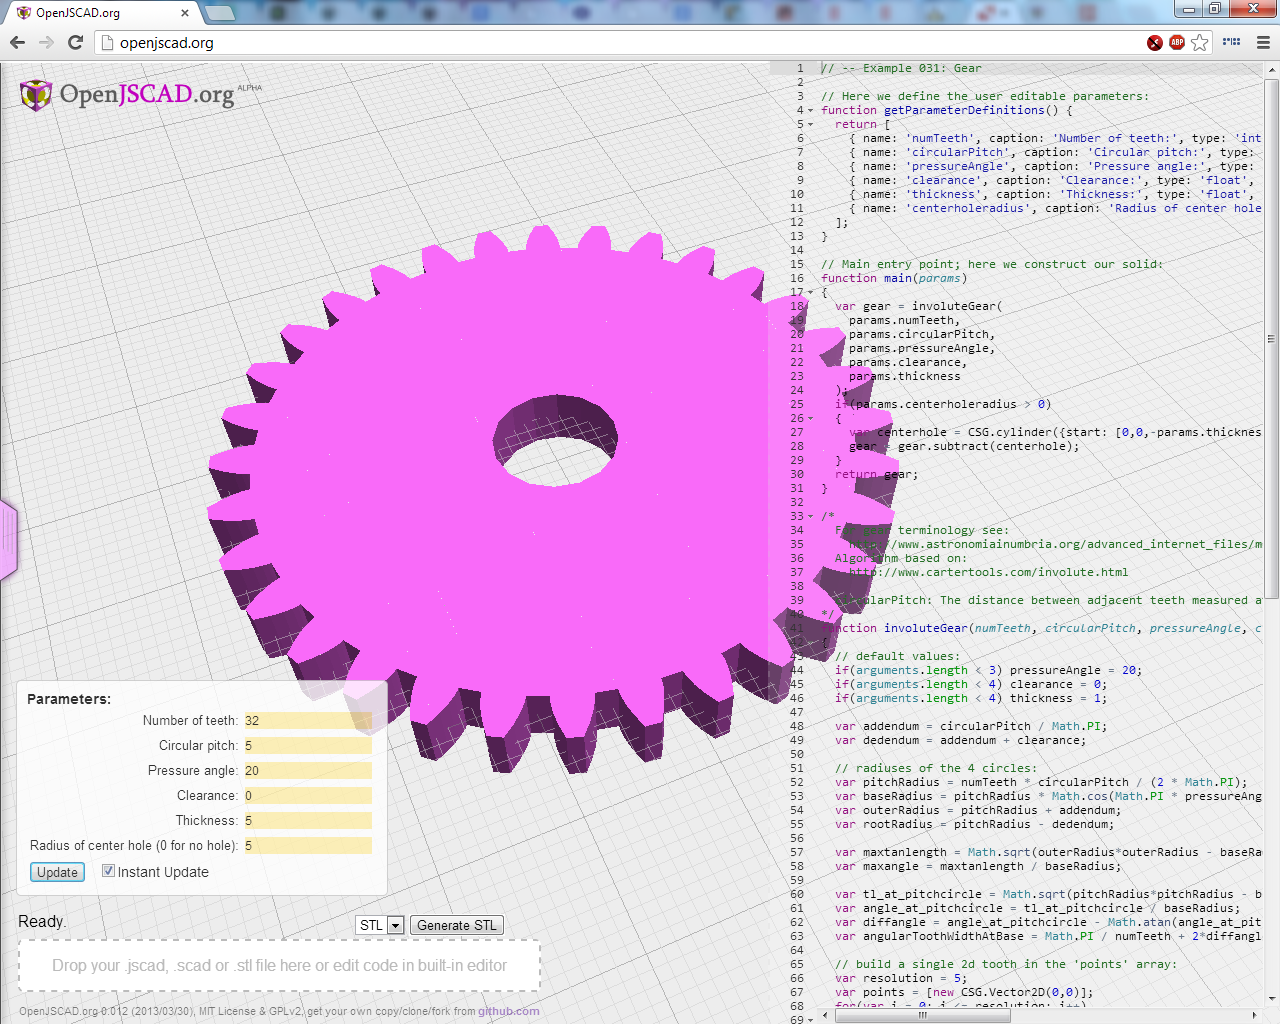 OpenJSCAD.org
openjscad.org
ABP
OpenJSCAD.org ALPHA
1 // -- Example 031: Gear
2
3 // Here we define the user editable parameters:
4 function getParameterDefinitions() {
5 return [
6 { name: 'numTeeth', caption: 'Number of teeth:', type: 'int
7 { name: 'circularPitch', caption: 'Circular pitch:', type:
8 { name: 'pressureAngle', caption: 'Pressure angle:', type:
9 { name: 'clearance', caption: 'Clearance:', type: 'float',
10 { name: 'thickness', caption: 'Thickness:', type: 'float',
11 { name: 'centerholeradius', caption: 'Radius of center hole
12 ];
13 }
14
15 // Main entry point; here we construct our solid:
16 function main(params)
17 {
18 var gear = involuteGear(
19 params.numTeeth,
20 params.circularPitch,
21 params.pressureAngle,
22 params.clearance,
23 params.thickness
24 );
25 if(params.centerholeradius > 0)
26 {
27 var centerhole = CSG.cylinder({start: [0,0,-params.thicknes
28 gear = gear.subtract(centerhole);
29 }
30 return gear;
31 }
32
33 /*
34 For gear terminology see:
35 http://www.astronomiainumbria.org/advanced_internet_files/m
36 Algorithm based on:
37 http://www.cartertools.com/involute.html
38
39 circularPitch: The distance between adjacent teeth measured a
40 */
41 function involuteGear(numTeeth, circularPitch, pressureAngle, c
42 {
43 // default values:
44 if(arguments.length < 3) pressureAngle = 20;
45 if(arguments.length < 4) clearance = 0;
46 if(arguments.length < 4) thickness = 1;
47
48 var addendum = circularPitch / Math.PI;
49 var dedendum = addendum + clearance;
50
51 // radiuses of the 4 circles:
52 var pitchRadius = numTeeth * circularPitch / (2 * Math.PI);
53 var baseRadius = pitchRadius * Math.cos(Math.PI * pressureAng
54 var outerRadius = pitchRadius + addendum;
55 var rootRadius = pitchRadius - dedendum;
56
57 var maxtanlength = Math.sqrt(outerRadius*outerRadius - baseRa
58 var maxangle = maxtanlength / baseRadius;
59
60 var tl_at_pitchcircle = Math.sqrt(pitchRadius*pitchRadius - b
61 var angle_at_pitchcircle = tl_at_pitchcircle / baseRadius;
62 var diffangle = angle_at_pitchcircle - Math.atan(angle_at_pit
63 var angularToothWidthAtBase = Math.PI / numTeeth + 2*diffangl
64
65 // build a single 2d tooth in the 'points' array:
66 var resolution = 5;
67 var points = [new CSG.Vector2D(0,0)];
68 for(var i = 0; i <= resolution; i++)
69
Parameters:
Number of teeth: 32
Circular pitch: 5
Pressure angle: 20
Clearance: 0
Thickness: 5
Radius of center hole (0 for no hole): 5
Update Instant Update
Ready. STL Generate STL
Drop your .jscad, .scad or .stl file here or edit code in built-in editor
OpenJSCAD.org 0.012 (2013/03/30), MIT License & GPLv2, get your own copy/clone/fork from github.com